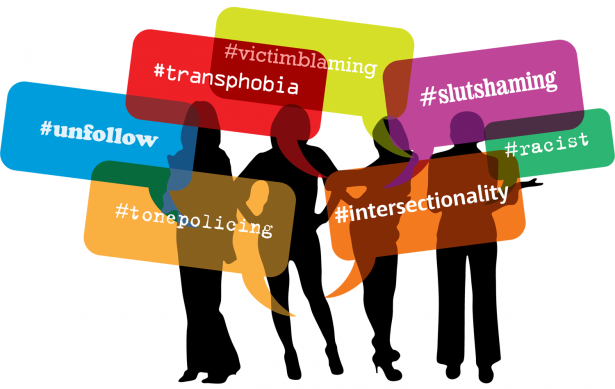 #victimblaming
#transphobia
#slutshaming
#unfollow
#racist
#tonepolicing
#intersectionality